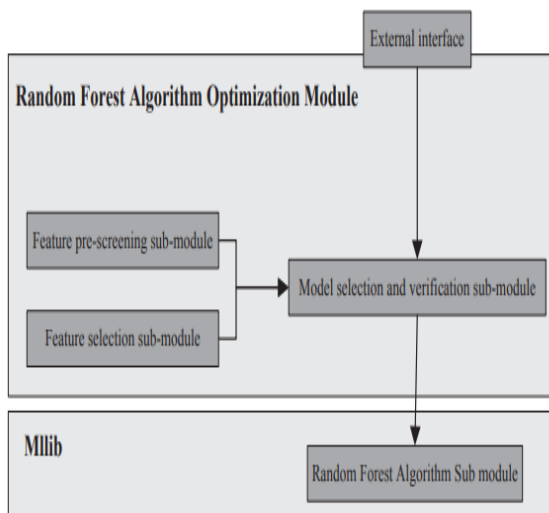 External interface
Random Forest Algorithm Optimization Module
Feature pre-screening sub-module
Model selection and verification sub-module
Feature selection sub-module
Mllib
Random Forest Algorithm Sub module